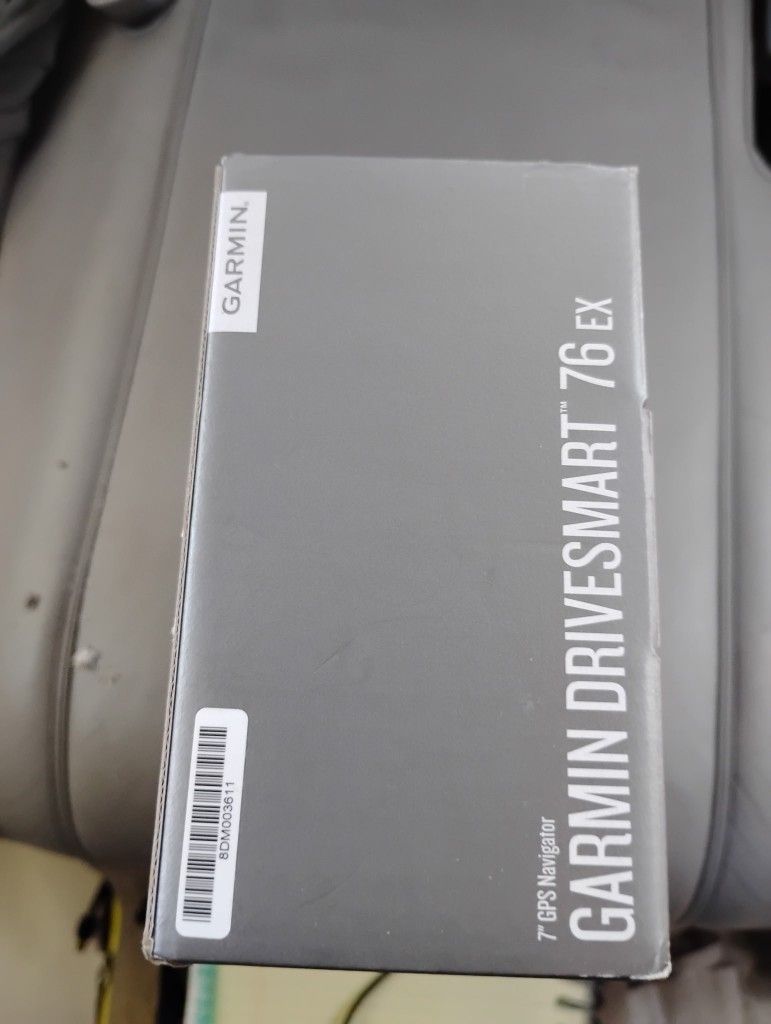 GARMIN®
7" GPS Navigator
GARMIN DRIVESMART™ 76 EX
8DM003611